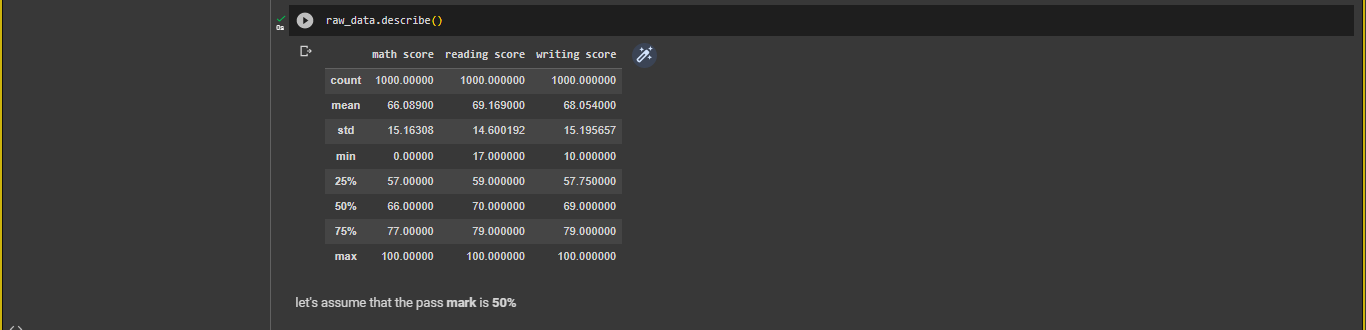 raw_data.describe()
0s
math score reading score writing score
count 1000.00000 1000.000000 1000.000000
mean 66.08900 69.169000 68.054000
std 15.16308 14.600192 15.195657
min 0.00000 17.000000 10.000000
25% 57.00000 59.000000 57.750000
50% 66.00000 70.000000 69.000000
75% 77.00000 79.000000 79.000000
max 100.00000 100.000000 100.000000
let's assume that the pass mark is 50%